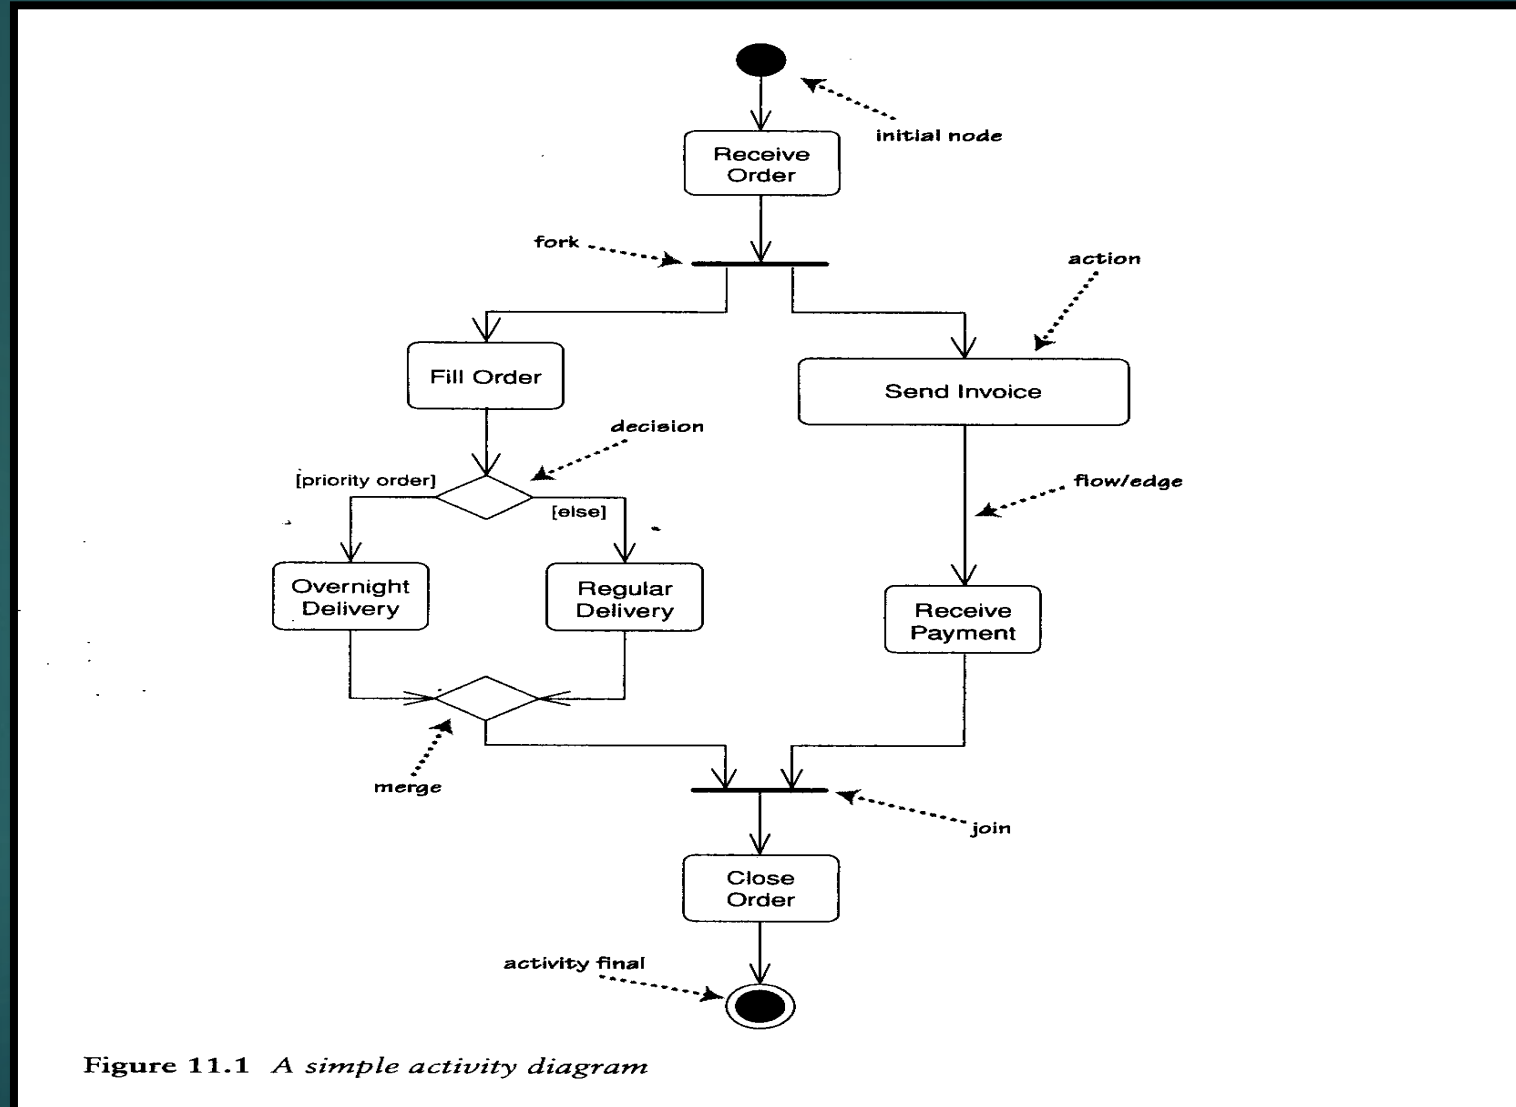 initial node
Receive
Order
fork
action
Fill Order
Send Invoice
decision
[priority order]
[else]
flow/edge
Overnight
Delivery
Regular
Delivery
Receive
Payment
merge
join
Close
Order
activity final
Figure 11.1 A simple activity diagram